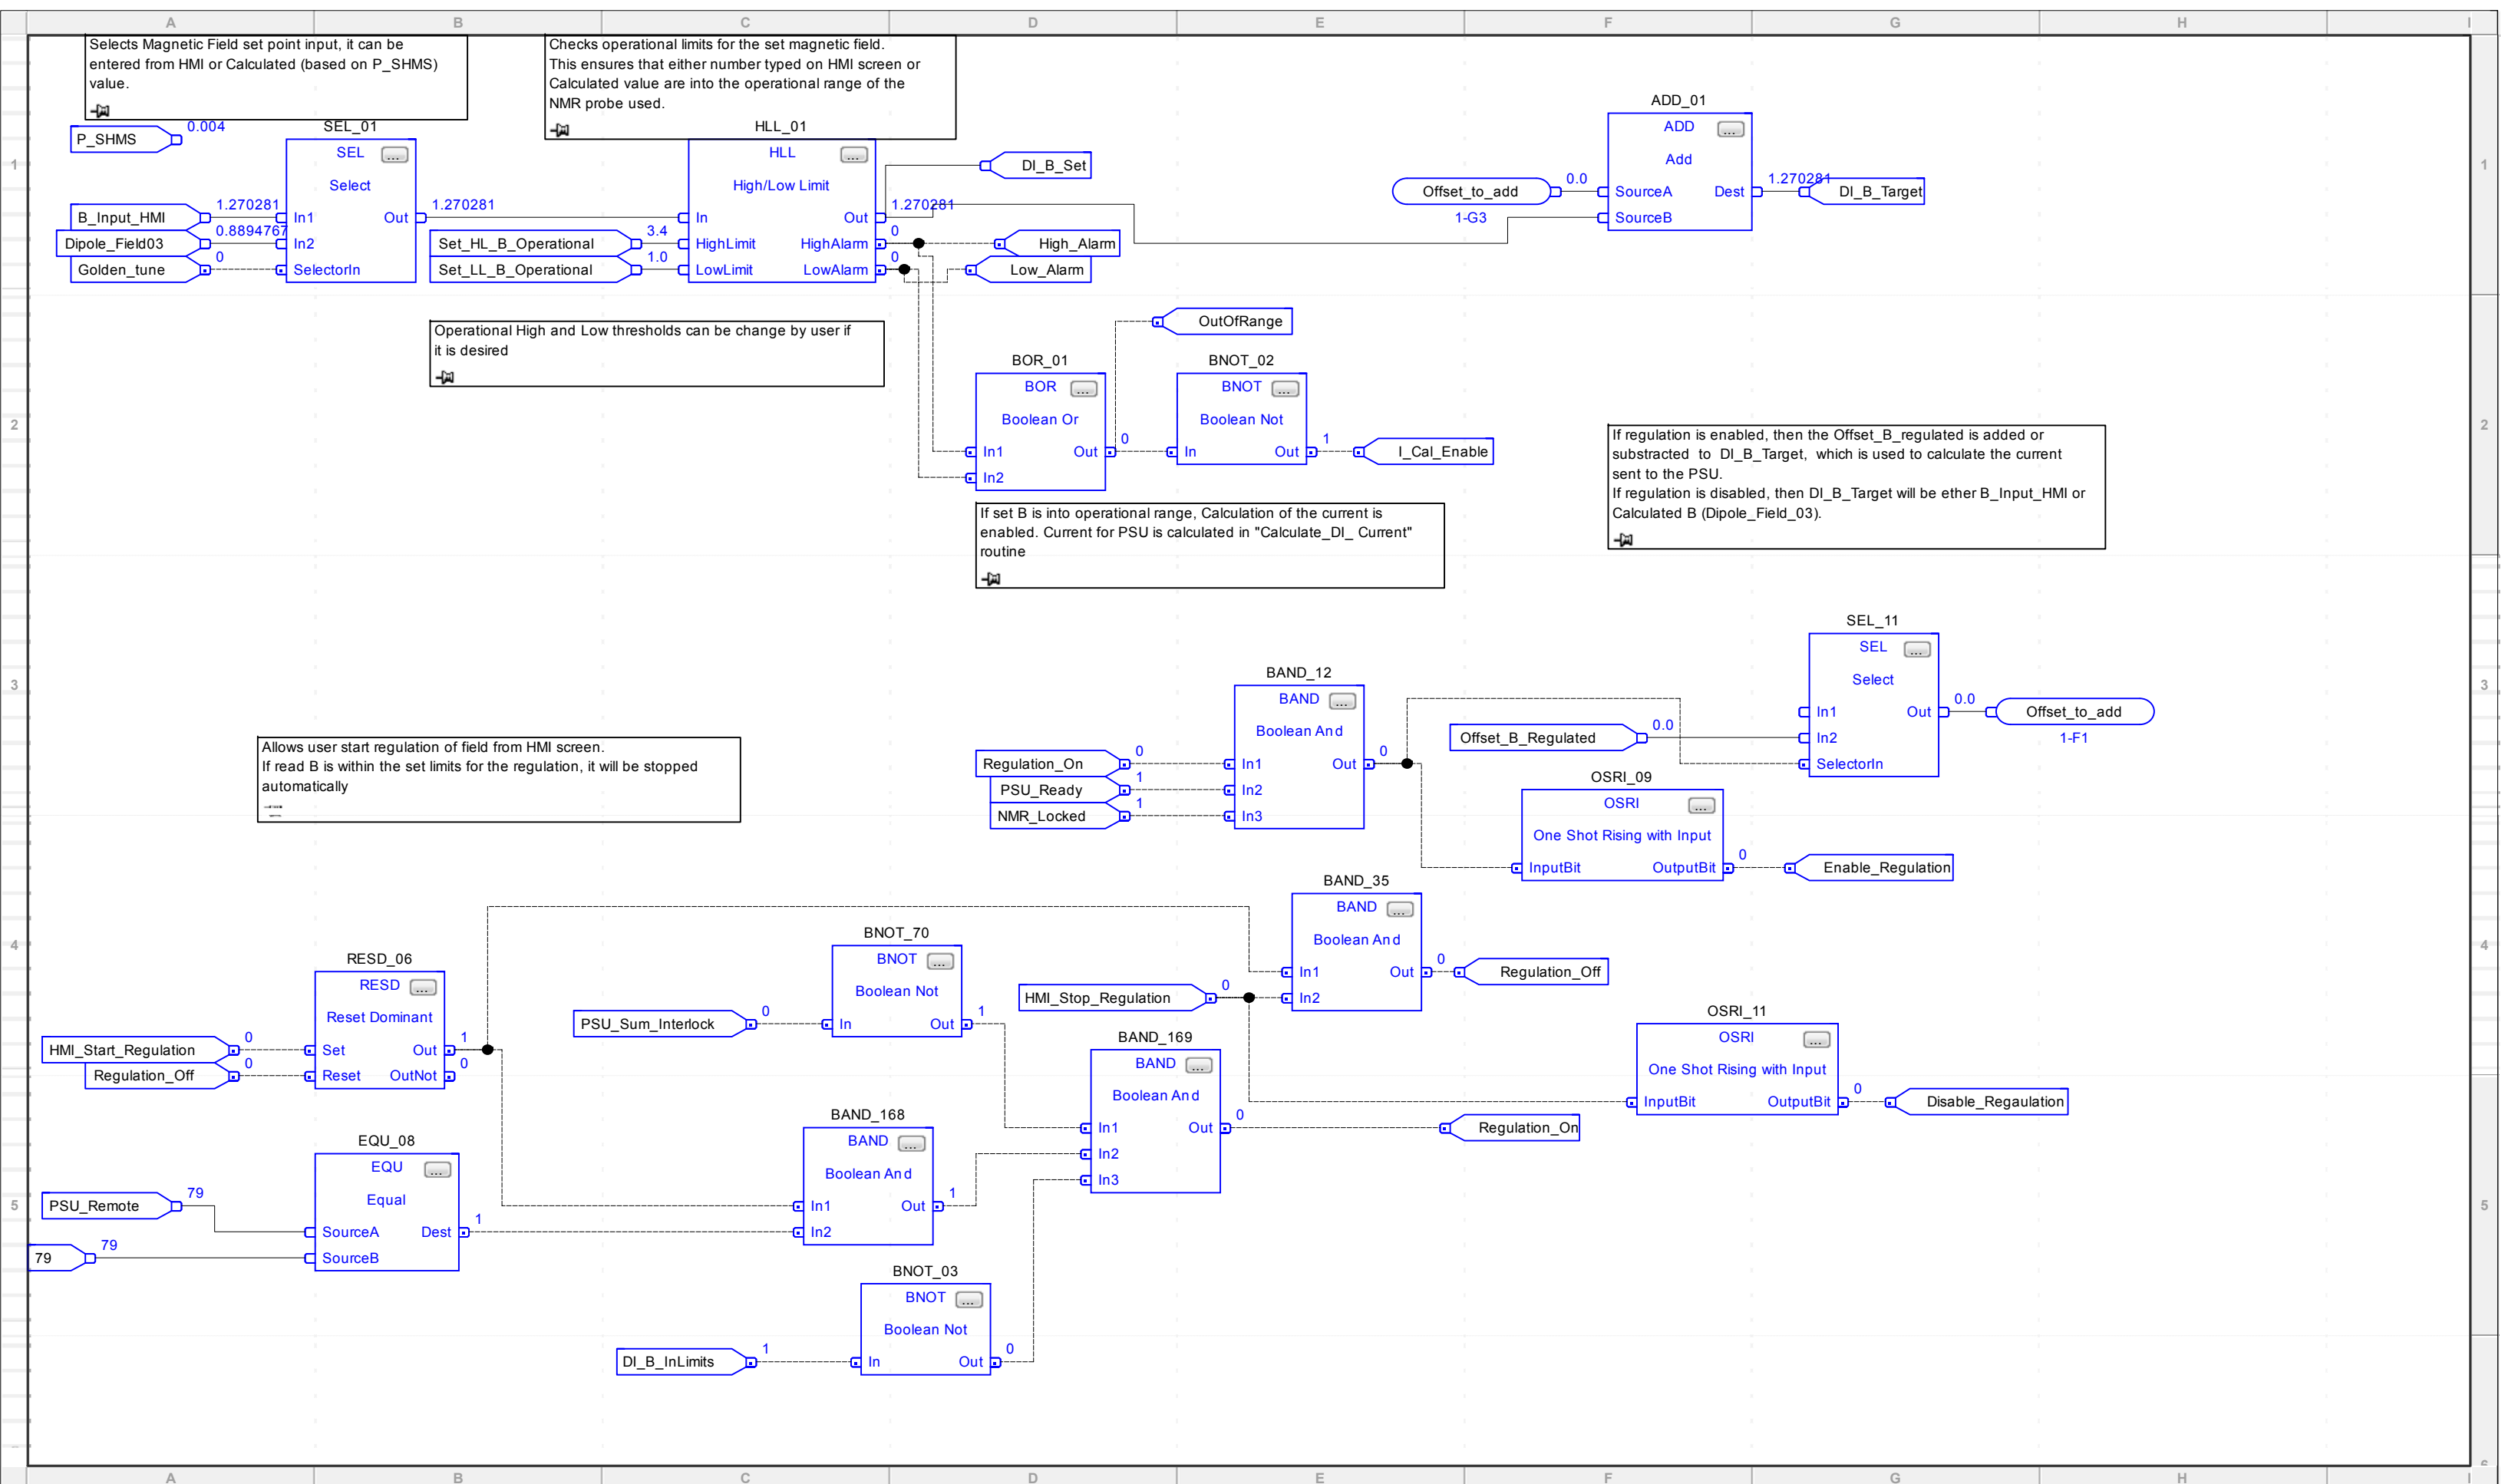 A B C D E F G H I
Selects Magnetic Field set point input, it can be
entered from HMI or Calculated (based on P_SHMS)
value.
Checks operational limits for the set magnetic field.
This ensures that either number typed on HMI screen or
Calculated value are into the operational range of the
NMR probe used.
1
1
P_SHMS
0.004
SEL_01
SEL
...
Select
In1
Out
In2
SelectorIn
B_Input_HMI
1.270281
Dipole_Field03
0.8894767
Golden_tune
0
1.270281
Set_HL_B_Operational
3.4
Set_LL_B_Operational
1.0
HLL_01
HLL
...
High/Low Limit
In
Out
HighLimit
HighAlarm
LowLimit
LowAlarm
1.270281
0
0
DI_B_Set
High_Alarm
Low_Alarm
ADD_01
ADD
...
Add
SourceA
Dest
SourceB
Offset_to_add
0.0
1-G3
1.270281
DI_B_Target
Operational High and Low thresholds can be change by user if
it is desired
2
2
OutOfRange
BOR_01
BOR
...
Boolean Or
In1
Out
In2
0
BNOT_02
BNOT
...
Boolean Not
In
Out
1
I_Cal_Enable
If set B is into operational range, Calculation of the current is
enabled. Current for PSU is calculated in "Calculate_DI_ Current"
routine
If regulation is enabled, then the Offset_B_regulated is added or
substracted to DI_B_Target, which is used to calculate the current
sent to the PSU.
If regulation is disabled, then DI_B_Target will be ether B_Input_HMI or
Calculated B (Dipole_Field_03).
3
3
Allows user start regulation of field from HMI screen.
If read B is within the set limits for the regulation, it will be stopped
automatically
Regulation_On
0
PSU_Ready
1
NMR_Locked
1
BAND_12
BAND
...
Boolean And
In1
Out
In2
In3
0
Offset_B_Regulated
0.0
SEL_11
SEL
...
Select
In1
Out
In2
SelectorIn
0.0
Offset_to_add
1-F1
OSRI_09
OSRI
...
One Shot Rising with Input
InputBit
OutputBit
0
Enable_Regulation
4
4
HMI_Start_Regulation
0
Regulation_Off
0
RESD_06
RESD
...
Reset Dominant
Set
Out
Reset
OutNot
1
0
PSU_Sum_Interlock
0
BNOT_70
BNOT
...
Boolean Not
In
Out
1
HMI_Stop_Regulation
0
BAND_35
BAND
...
Boolean And
In1
Out
In2
0
Regulation_Off
OSRI_11
OSRI
...
One Shot Rising with Input
InputBit
OutputBit
0
Disable_Regaulation
5
5
PSU_Remote
79
79
79
EQU_08
EQU
...
Equal
SourceA
Dest
SourceB
1
BAND_168
BAND
...
Boolean And
In1
Out
In2
1
BAND_169
BAND
...
Boolean And
In1
Out
In2
In3
0
Regulation_On
DI_B_InLimits
1
BNOT_03
BNOT
...
Boolean Not
In
Out
0
A B C D E F G H I